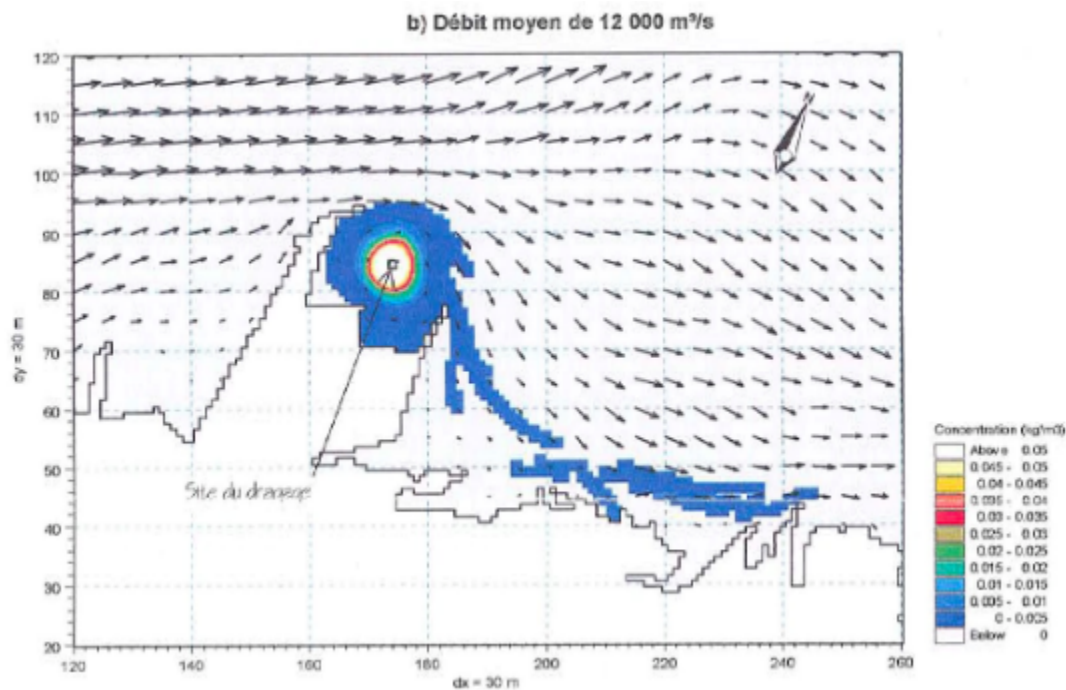 b) Débit moyen de 12 000 m³/s
120
110
100
90
80
70
60
50
40
30
20
dy = 30 m
120 140 160 180 200 220 240 260
dx = 30 m
Site du dragage
Concentration (kg/m3)
Above 0.05
0.045 - 0.05
0.04 - 0.045
0.035 - 0.04
0.03 - 0.035
0.025 - 0.03
0.02 - 0.025
0.015 - 0.02
0.01 - 0.015
0.005 - 0.01
0 - 0.005
Below 0